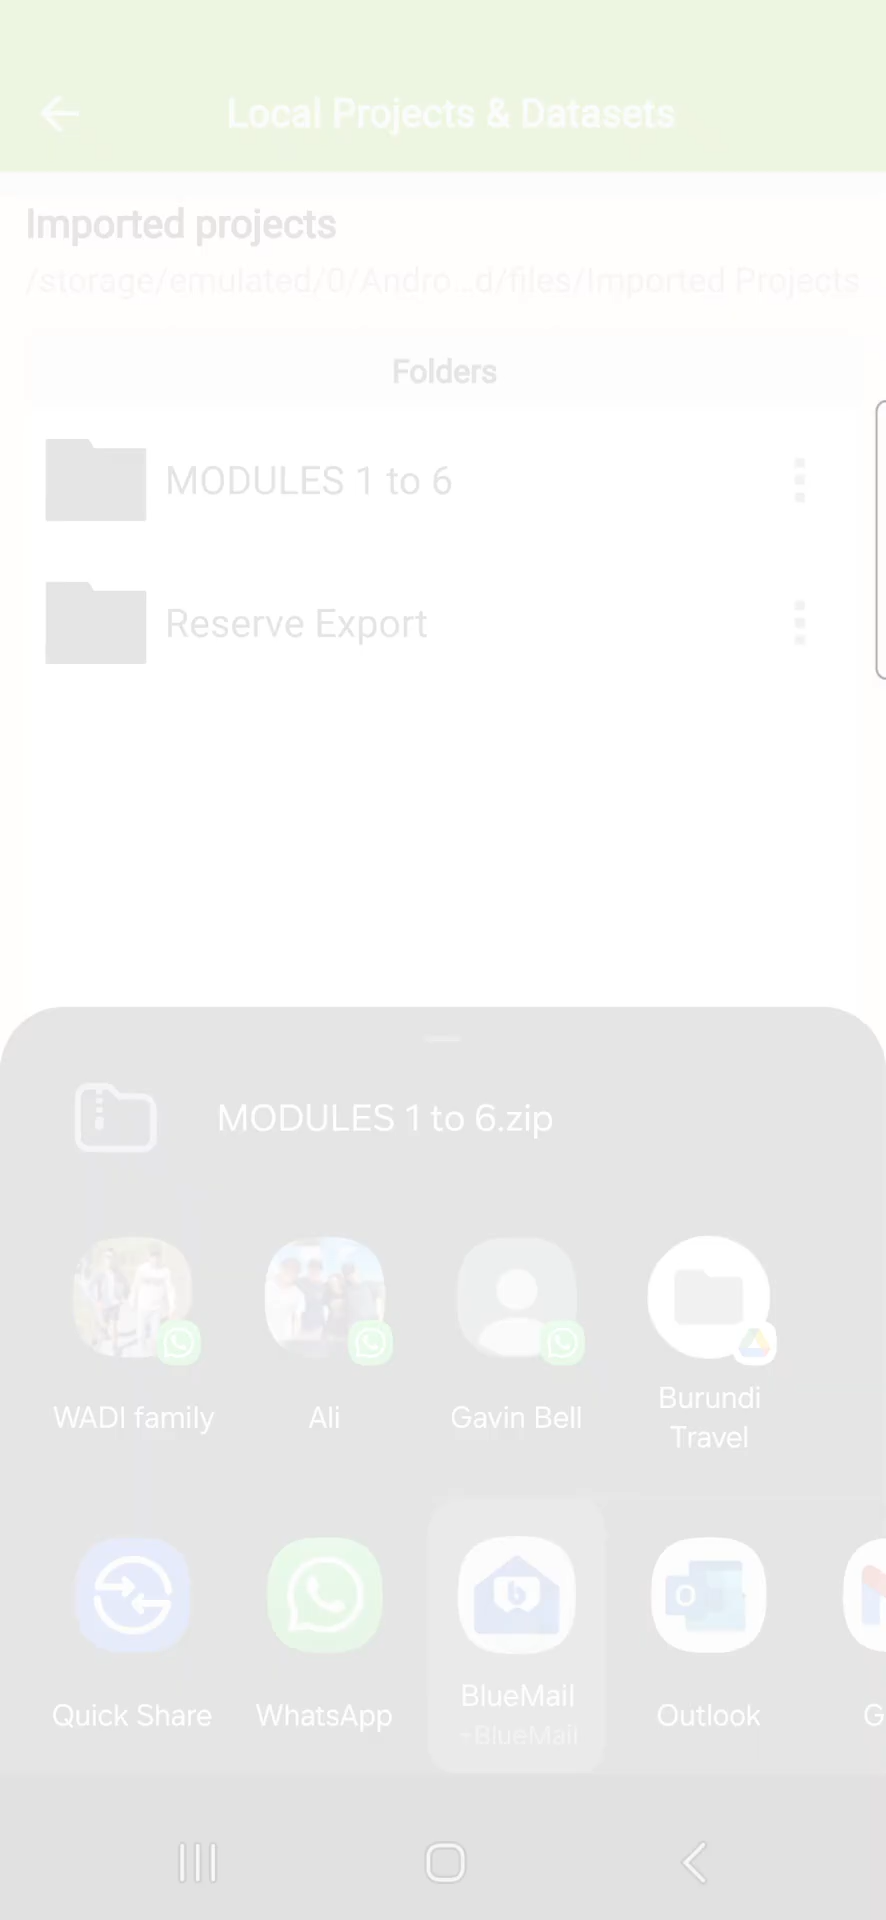 Local Projects & Datasets
Imported projects
/storage/emulated/0/Andro...d/files/Imported Projects
Folders
MODULES 1 to 6
Reserve Export
MODULES 1 to 6.zip
WADI family
Ali
Gavin Bell
Burundi
Travel
Quick Share
WhatsApp
BlueMail
~BlueMail
Outlook
G